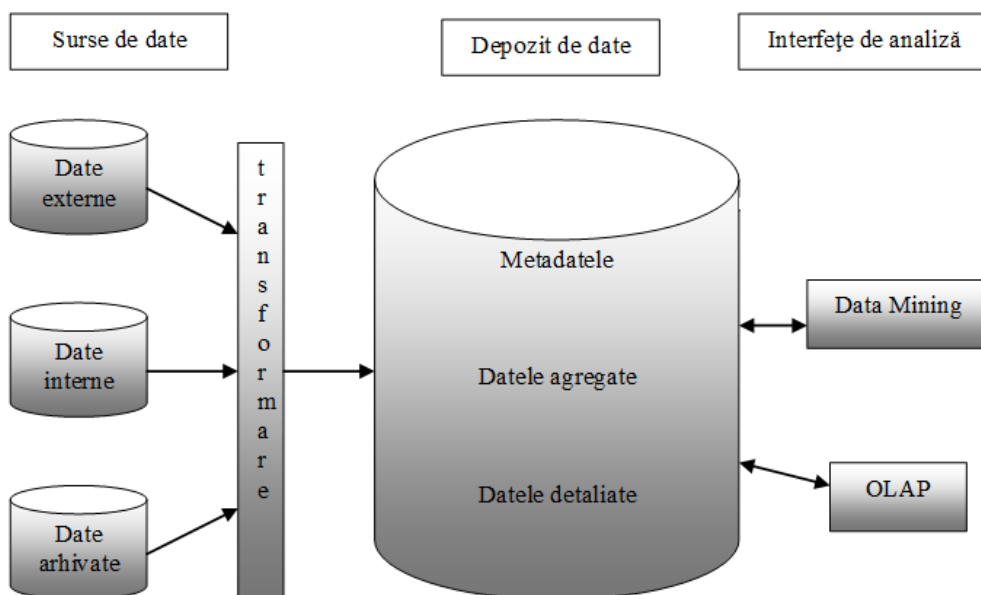 Surse de date
Depozit de date
Interfeţe de analiză
Date
externe
Date
interne
Date
arhivate
t
r
a
n
s
f
o
r
m
a
r
e
Metadatele
Datele agregate
Datele detaliate
Data Mining
OLAP